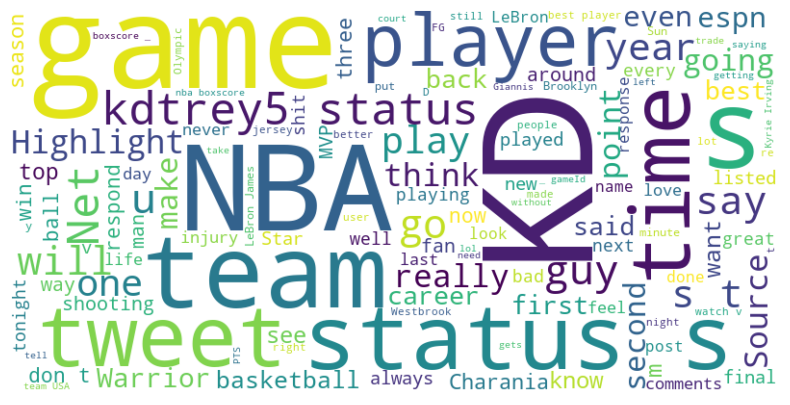 game
player
NBA
KD
team
time
tweet
status
s
s
kdtrey5
status
Highlight
Net
u
will
one
play
think
go
really
guy
career
first
say
said
Source
year
even
espn
going
best
point
response
three
back
around
every
season
boxscore _
Olympic
court
still
LeBron
best player
FG
Sun
trade
saying
getting
left
Kyrie Irving
nba boxscore
put
D
Giannis
Brooklyn
never
jersey
shit
MVP
better
played
people
playing
new
_ gameId
made
without
name
love
listed
lot
re
top
day
make
take
LeBron James
win
ball
respond
man
v
life
way
injury
Star
well
fan
now
look
user
last
lol
need
bad
next
want
great
minute
done
tonight
shooting
see
Westbrook
feel
s
t
second
m
post
night
watch v
t
don t
Warrior
basketball
PTS
right
always
Charania
know
gets
comments
final
tell
team USA